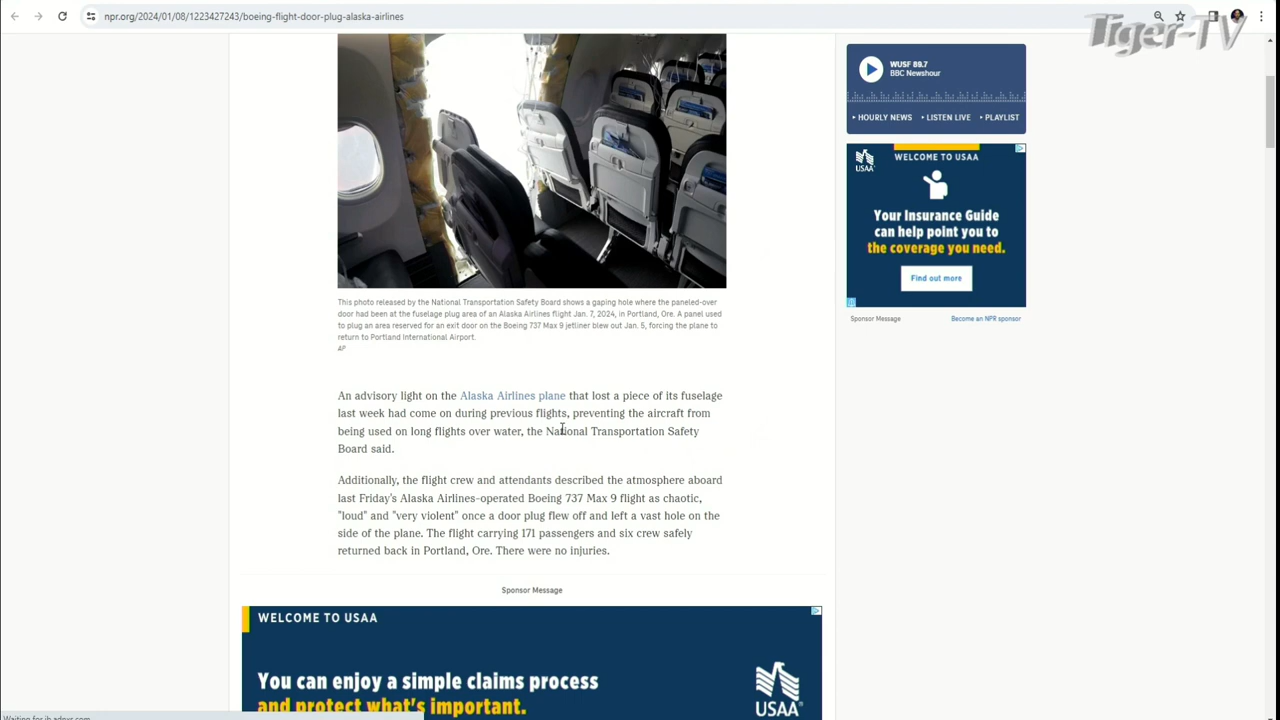 npr.org/2024/01/08/1223427243/boeing-flight-door-plug-alaska-airlines
Tiger-TV
WUSF 89.7
BBC Newshour
HOURLY NEWS
LISTEN LIVE
PLAYLIST
WELCOME TO USAA
USAA
Your Insurance Guide
can help point you to
the coverage you need.
Find out more
Sponsor Message
Become an NPR sponsor
This photo released by the National Transportation Safety Board shows a gaping hole where the paneled-over
door had been at the fuselage plug area of an Alaska Airlines flight Jan. 7, 2024, in Portland, Ore. A panel used
to plug an area reserved for an exit door on the Boeing 737 Max 9 jetliner blew out Jan. 5, forcing the plane to
return to Portland International Airport.
AP
An advisory light on the Alaska Airlines plane that lost a piece of its fuselage
last week had come on during previous flights, preventing the aircraft from
being used on long flights over water, the National Transportation Safety
Board said.
Additionally, the flight crew and attendants described the atmosphere aboard
last Friday's Alaska Airlines-operated Boeing 737 Max 9 flight as chaotic,
"loud" and "very violent" once a door plug flew off and left a vast hole on the
side of the plane. The flight carrying 171 passengers and six crew safely
returned back in Portland, Ore. There were no injuries.
Sponsor Message
WELCOME TO USAA
You can enjoy a simple claims process
and protect what's important.
USAA